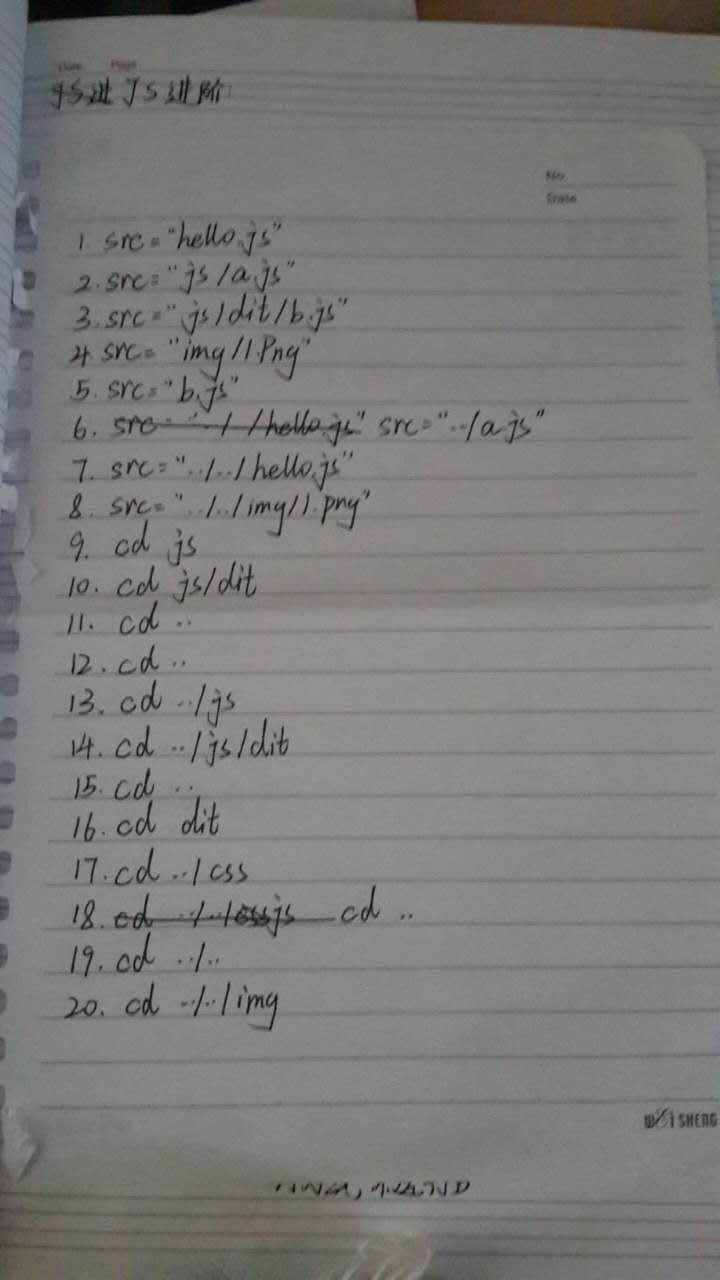 Date Page
JS进 JS进阶:
No
Date
1. src="hello.js"
2. src="js/a.js"
3. src="js/dit/b.js"
4. src="img/1.Png"
5. src="b.js"
6. src="../../hello.js" src="../a.js"
7. src="../../hello.js"
8. src="../../img/1.png"
9. cd js
10. cd js/dit
11. cd ..
12. cd ..
13. cd ../js
14. cd ../js/dit
15. cd ..
16. cd dit
17. cd ../css
18. cd ../../cssjs cd ..
19. cd ../..
20. cd ../../img
SHENG